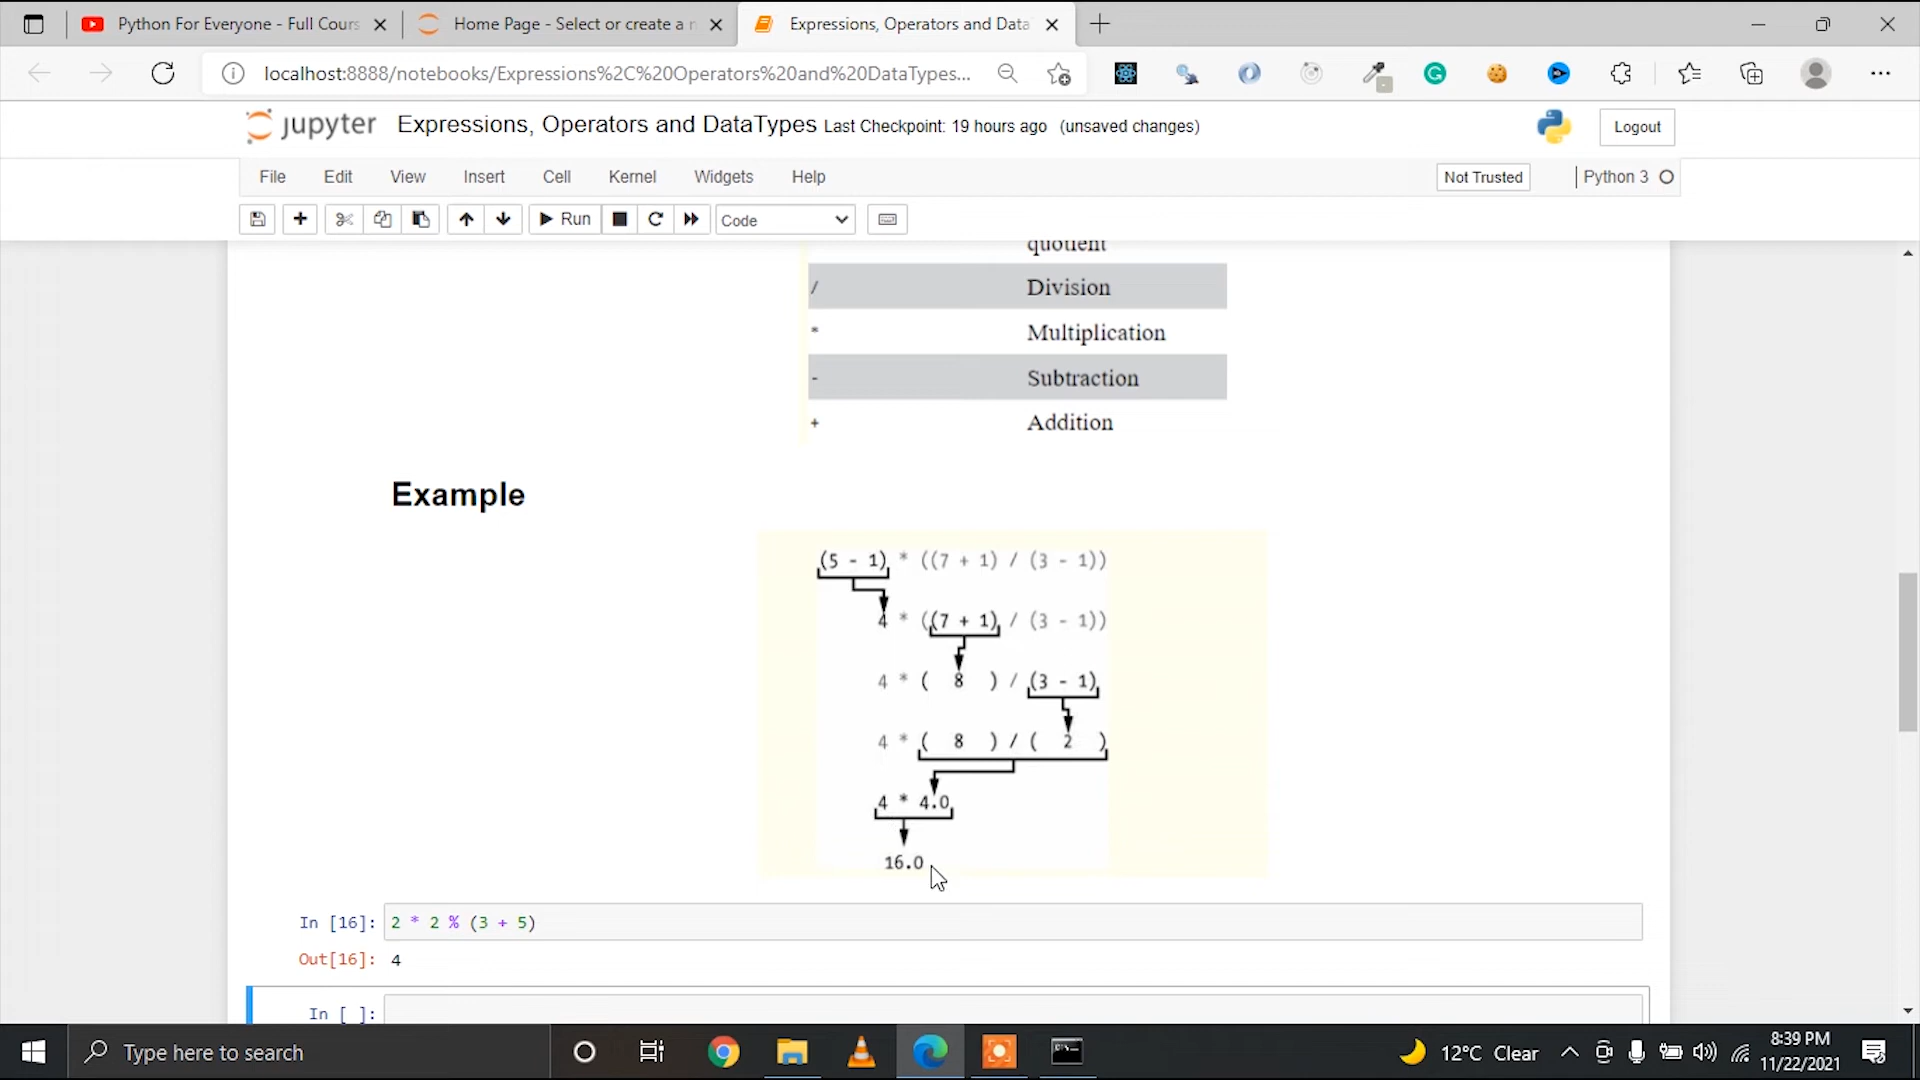 Python For Everyone - Full Cours
Home Page - Select or create a n
Expressions, Operators and Data
localhost:8888/notebooks/Expressions%2C%20Operators%20and%20DataTypes...
jupyter
Expressions, Operators and DataTypes Last Checkpoint: 19 hours ago (unsaved changes)
Logout
File Edit View Insert Cell Kernel Widgets Help
Not Trusted
Python 3
Run
Code
quotient
/ Division
* Multiplication
- Subtraction
+ Addition
Example
(5 - 1) * ((7 + 1) / (3 - 1))
4 * ((7 + 1) / (3 - 1))
4 * ( 8 ) / (3 - 1)
4 * ( 8 ) / ( 2 )
4 * 4.0
16.0
In [16]: 2 * 2 % (3 + 5)
Out[16]: 4
In [ ]:
Type here to search
12°C Clear
8:39 PM
11/22/2021